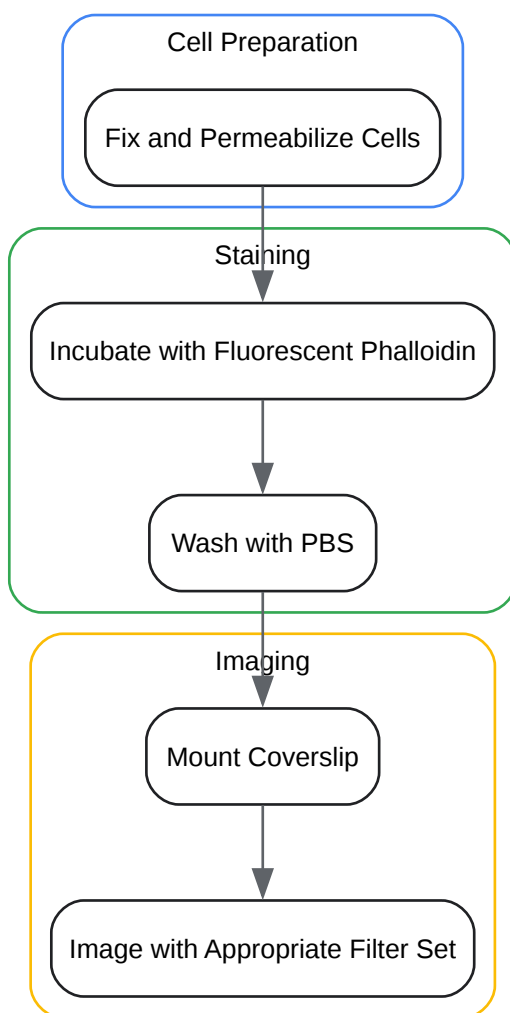 Cell Preparation
Fix and Permeabilize Cells
Staining
Incubate with Fluorescent Phalloidin
Wash with PBS
Imaging
Mount Coverslip
Image with Appropriate Filter Set